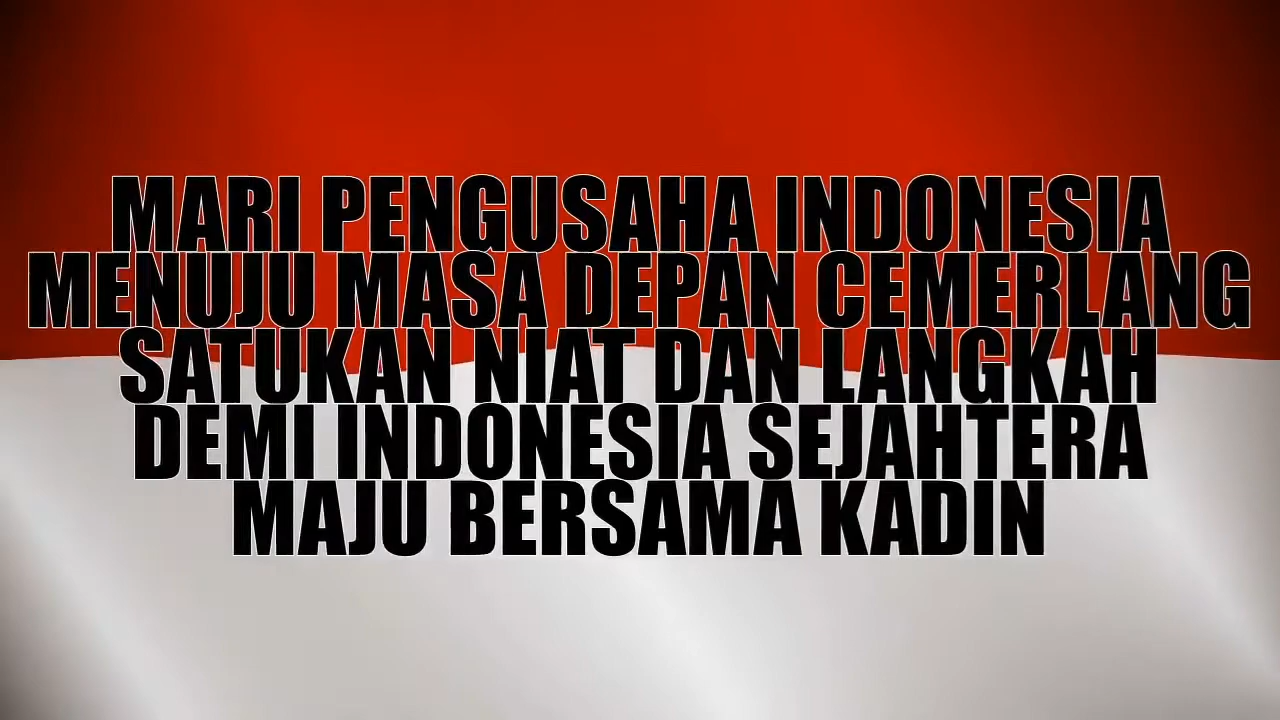 MARI PENGUSAHA INDONESIA
MENUJU MASA DEPAN CEMERLANG
SATUKAN NIAT DAN LANGKAH
DEMI INDONESIA SEJAHTERA
MAJU BERSAMA KADIN